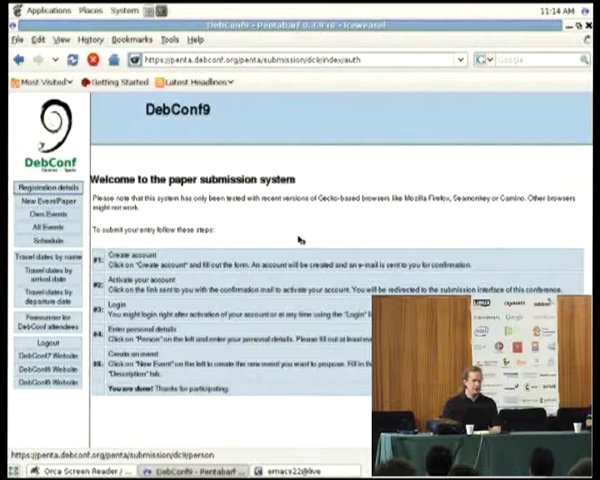 Applications Places System
11:14 AM
DebConf9 - Pentabarf 0.3.9 r0 - Iceweasel
File Edit View History Bookmarks Tools Help
https://penta.debconf.org/penta/submission/dc9/index/auth
Google
Most Visited Getting Started Latest Headlines
DebConf9
DebConf
Registration details
New Event/Paper
Own Events
All Events
Schedule
Travel dates by name
Travel dates by
arrival date
Travel dates by
departure date
DebConf attendees
Logout
DebConf7 Website
DebConf8 Website
DebConf9 Website
Welcome to the paper submission system
Please note that this system has only been tested with recent versions of Gecko-based browsers like Mozilla Firefox, Seamonkey or Camino. Other browsers
might not work.
To submit your entry follow these steps:
#1: Create account
Click on "Create account" and fill out the form. An account will be created and an e-mail is sent to you for confirmation.
#2: Activate your account
Click on the link sent to you with the confirmation mail to activate your account. You will be redirected to the submission interface of this conference.
#3: Login
You might login right after activation of your account or at any time using the "Login"
#4: Enter personal details
Click on "Person" on the left and enter your personal details. Please fill out at least
#5: Create an event
Click on "New Event" on the left to create the new event you want to propose. Fill in
"Description" tab.
You are done! Thanks for participating.
https://penta.debconf.org/penta/submission/dc9/person
Orca Screen Reader / ...
DebConf9 - Pentabarf ...
emacs22@live
Google
intel